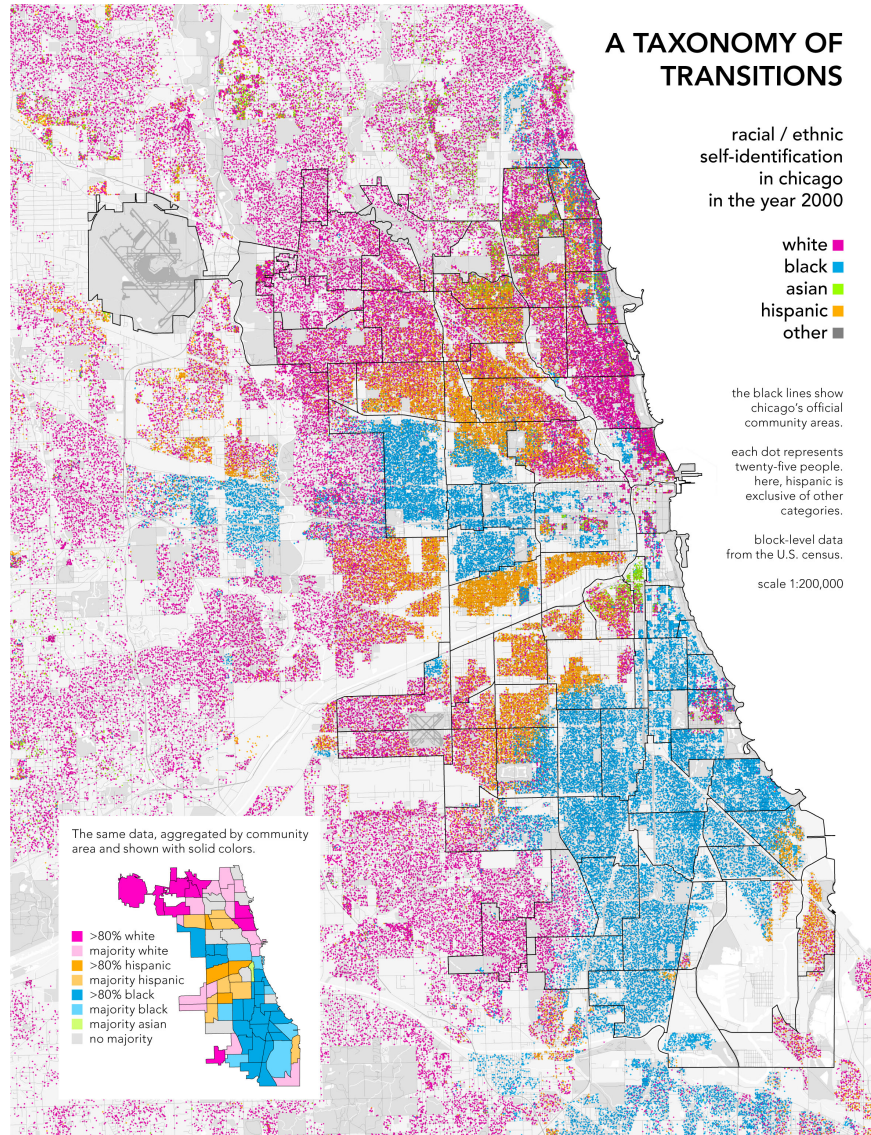 A TAXONOMY OF
TRANSITIONS
racial / ethnic
self-identification
in chicago
in the year 2000
white
black
asian
hispanic
other
the black lines show
chicago's official
community areas.
each dot represents
twenty-five people.
here, hispanic is
exclusive of other
categories.
block-level data
from the U.S. census.
scale 1:200,000
The same data, aggregated by community
area and shown with solid colors.
>80% white
majority white
>80% hispanic
majority hispanic
>80% black
majority black
majority asian
no majority